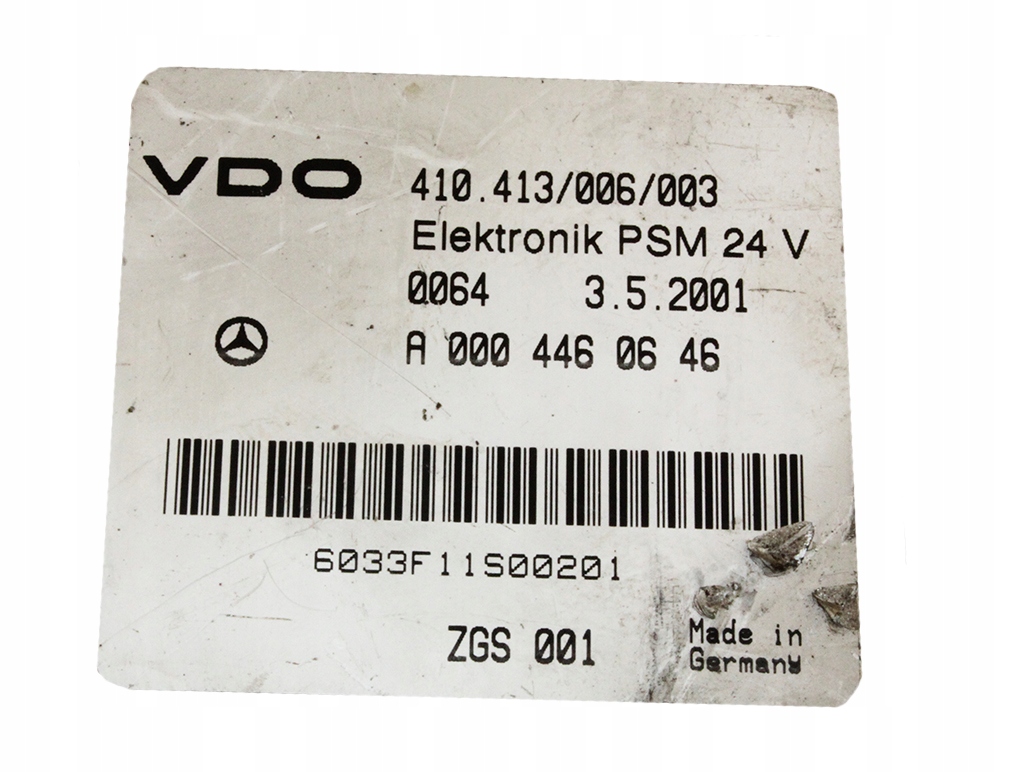 VDO
410.413/006/003
Elektronik PSM 24 V
0064 3.5.2001
A 000 446 06 46
6033F11S00201
ZGS 001
Made in
Germany